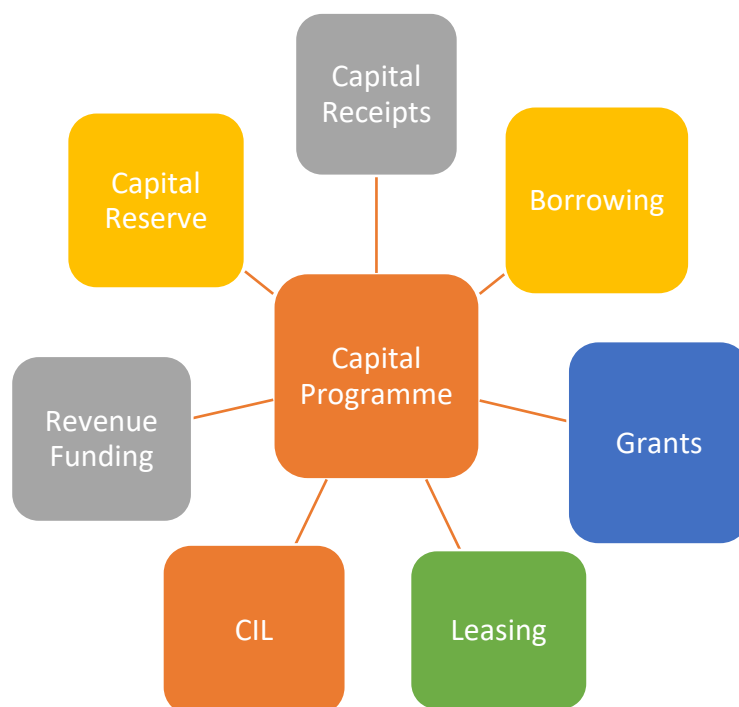 Capital
Receipts
Capital
Reserve
Borrowing
Capital
Programme
Revenue
Funding
Grants
CIL
Leasing